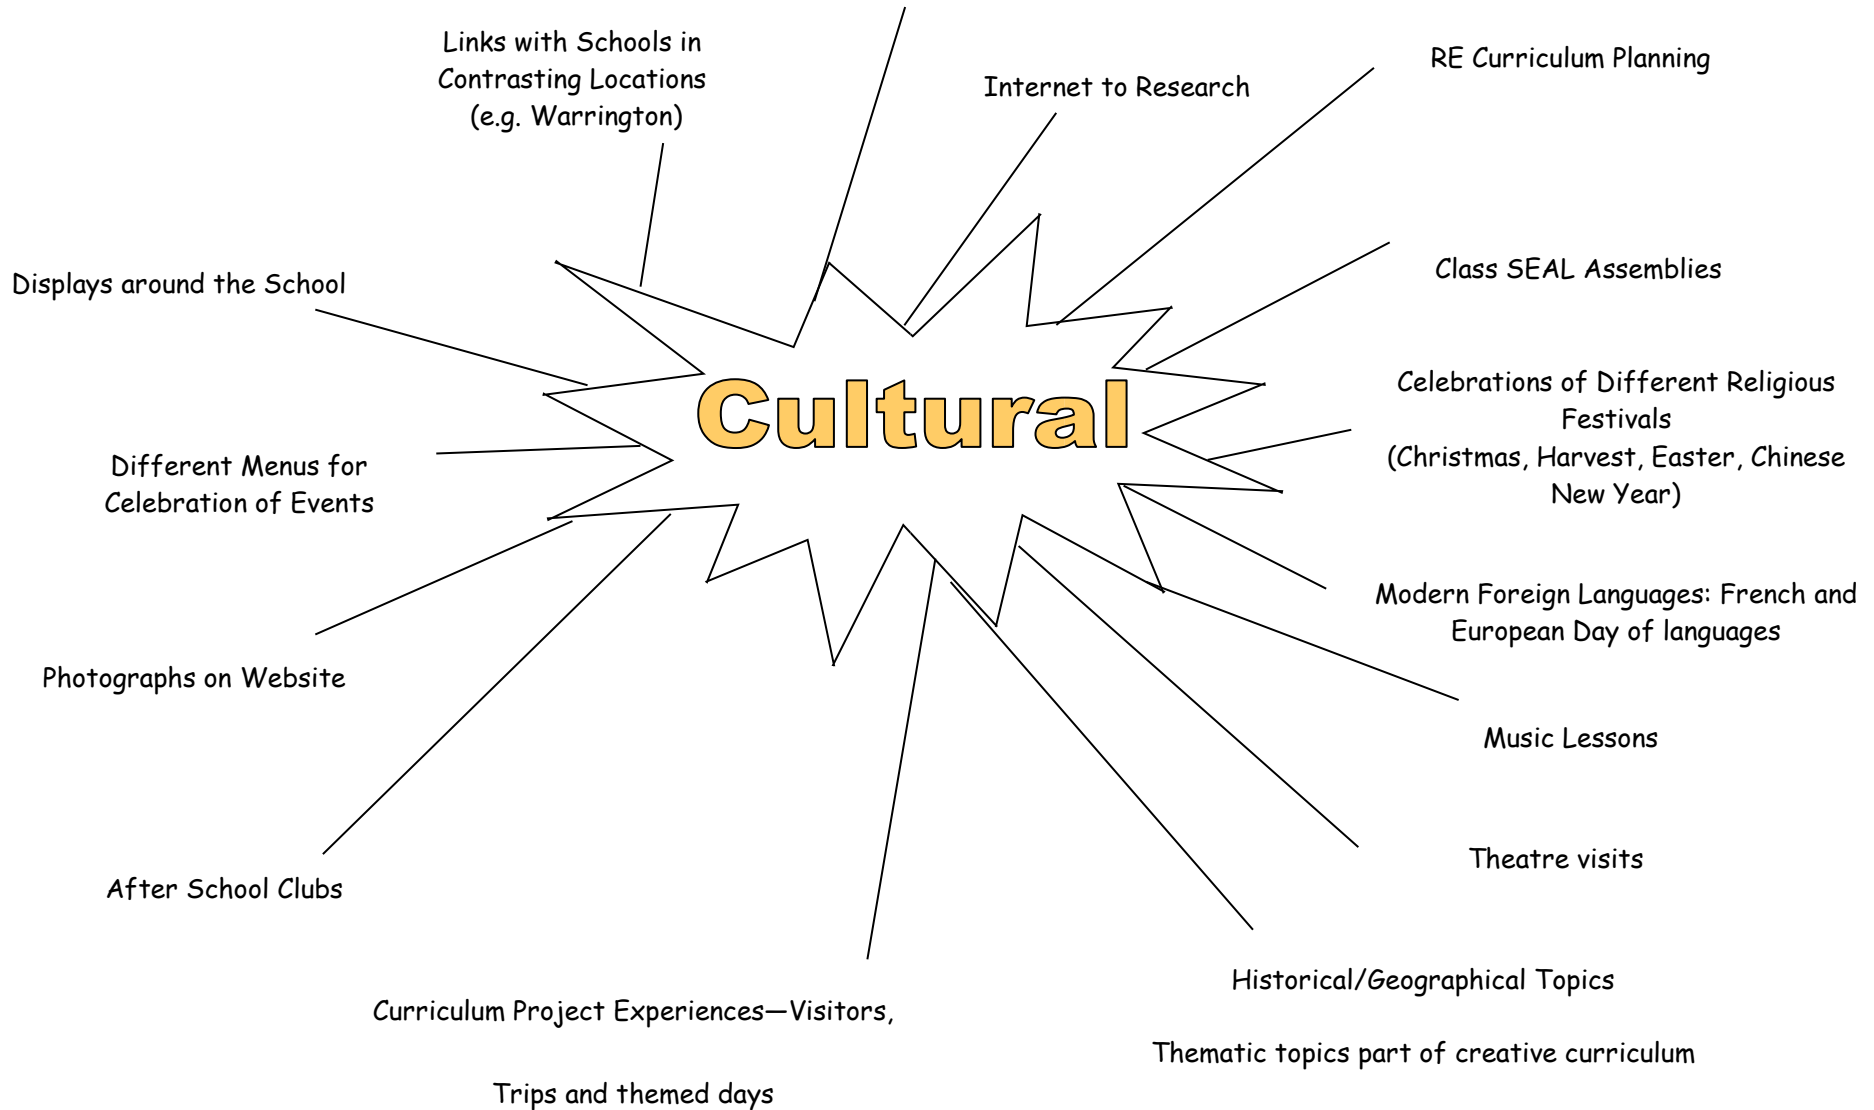 Links with Schools in
Contrasting Locations
(e.g. Warrington)
Internet to Research
RE Curriculum Planning
Displays around the School
Class SEAL Assemblies
Cultural
Celebrations of Different Religious
Festivals
(Christmas, Harvest, Easter, Chinese
New Year)
Different Menus for
Celebration of Events
Modern Foreign Languages: French and
European Day of languages
Photographs on Website
Music Lessons
Theatre visits
After School Clubs
Historical/Geographical Topics
Thematic topics part of creative curriculum
Curriculum Project Experiences—Visitors,
Trips and themed days